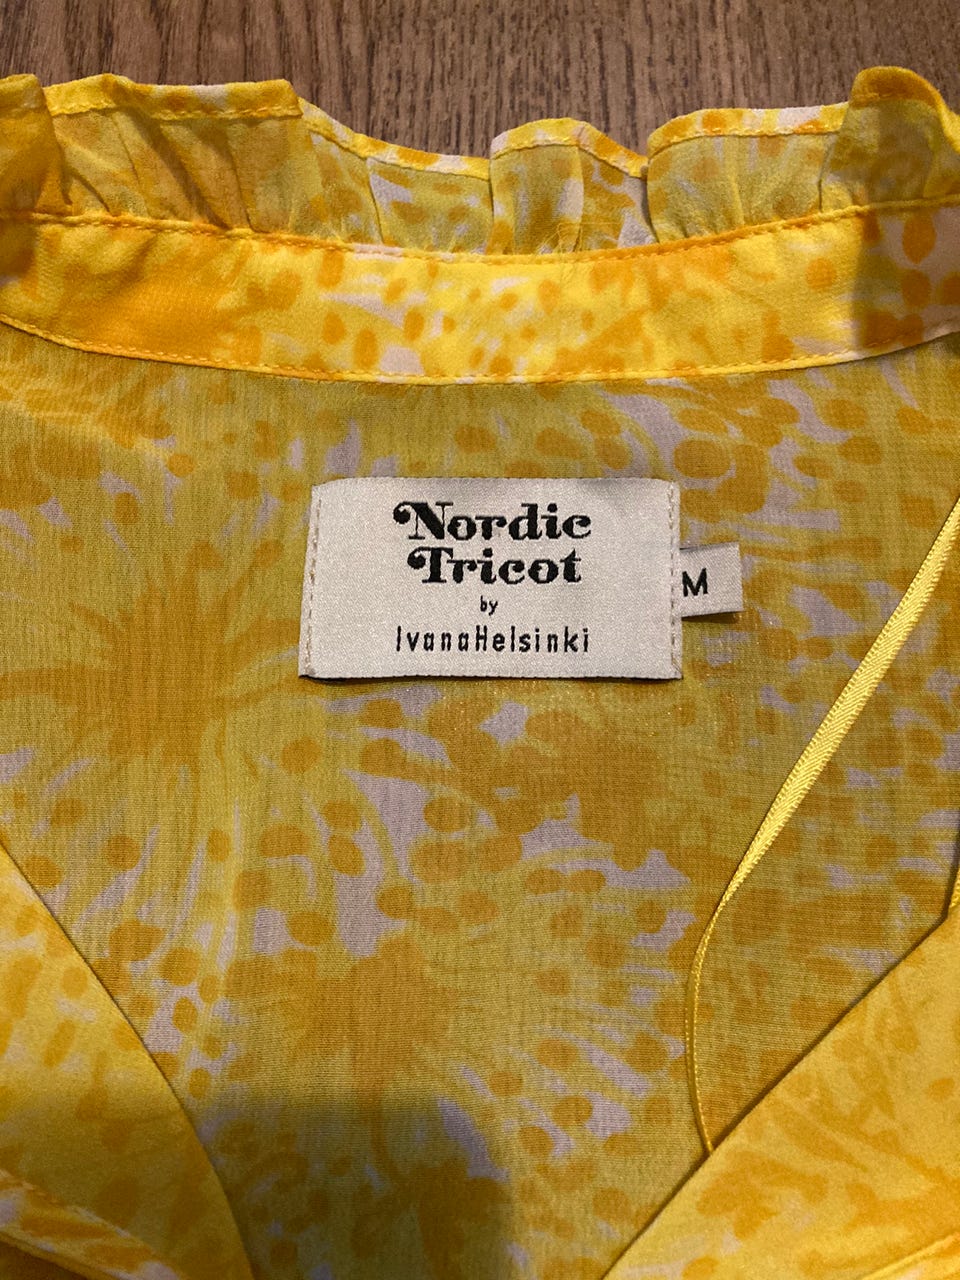 Nordic
Tricot
by
IvanaHelsinki
M